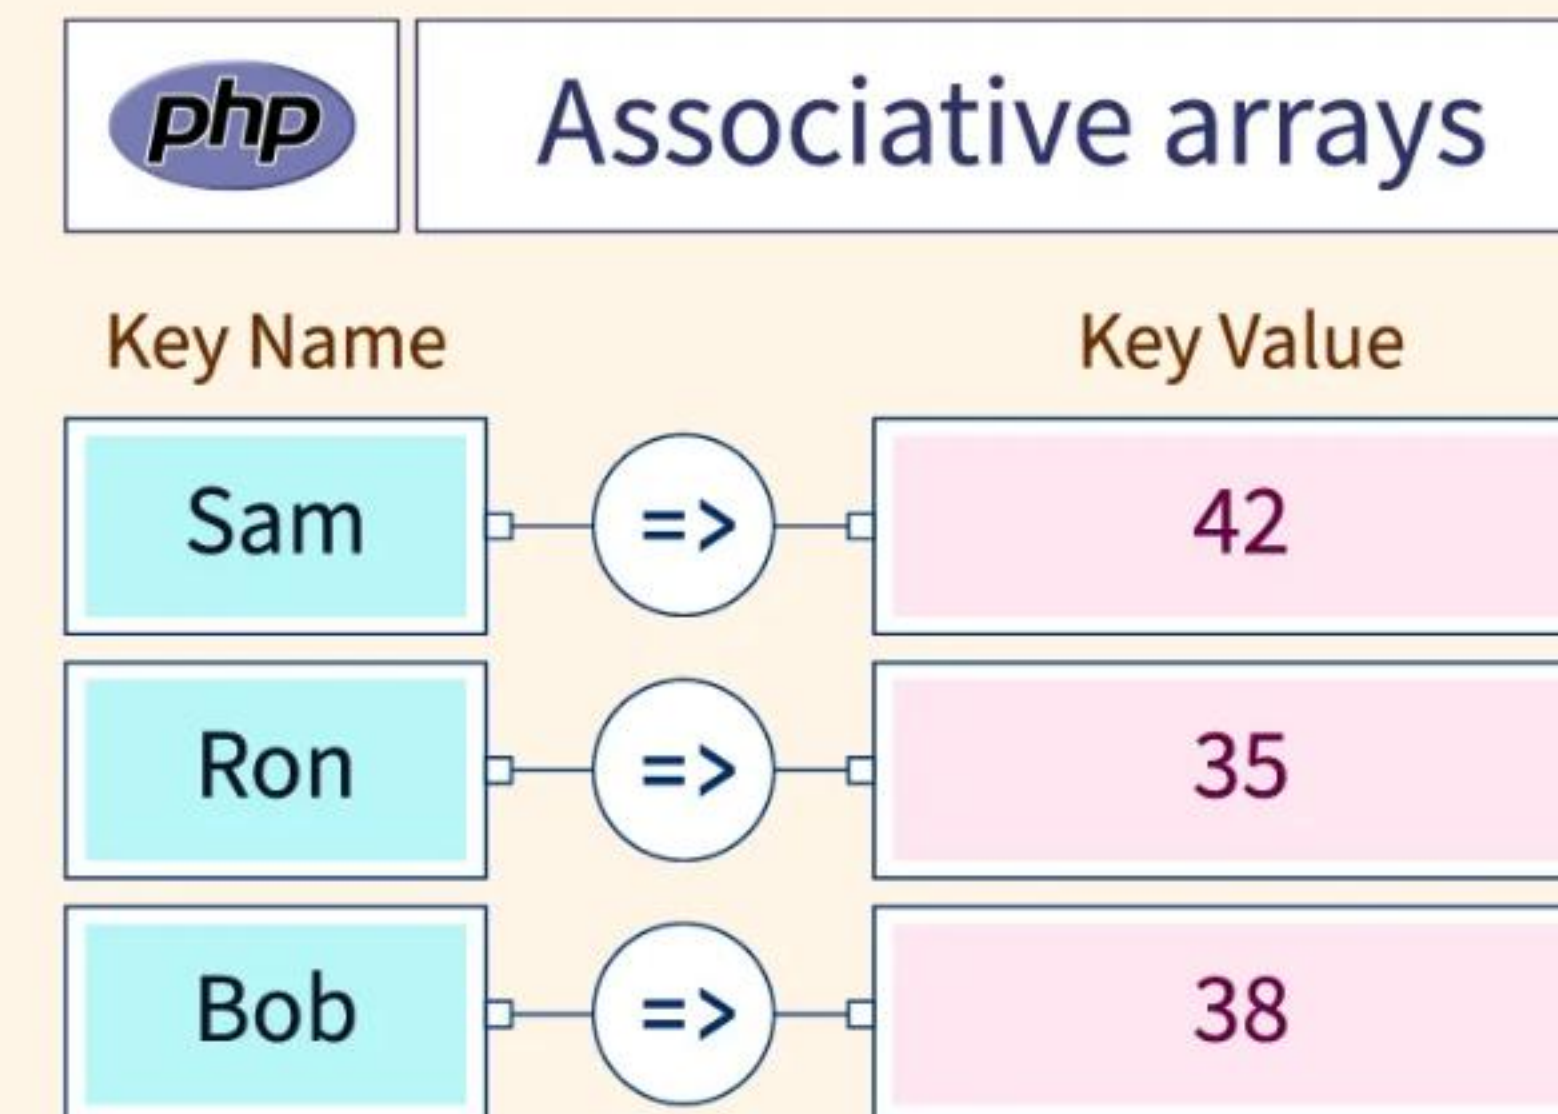 php Associative arrays
Key Name Key Value
Sam => 42
Ron => 35
Bob => 38